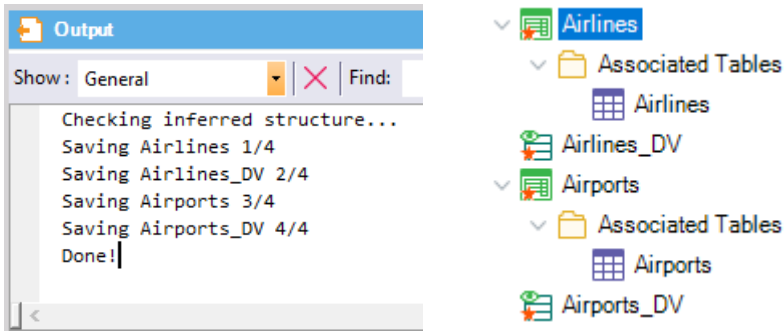 Output
Show: General Find:
Checking inferred structure...
Saving Airlines 1/4
Saving Airlines_DV 2/4
Saving Airports 3/4
Saving Airports_DV 4/4
Done!
Airlines
Associated Tables
Airlines
Airlines_DV
Airports
Associated Tables
Airports
Airports_DV